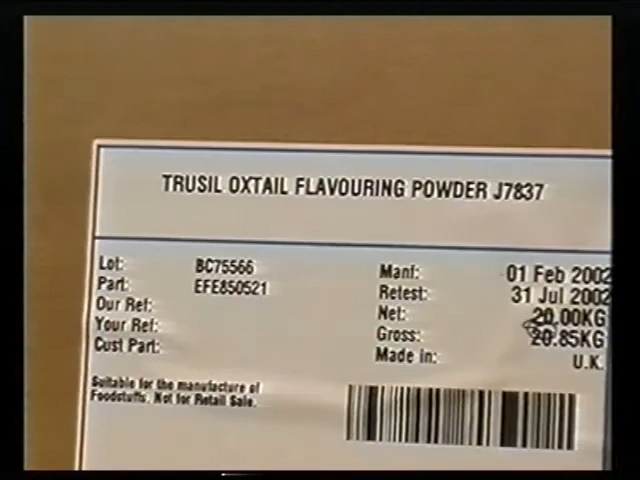 TRUSIL OXTAIL FLAVOURING POWDER J7837
Lot: BC75566
Part: EFE850521
Our Ref:
Your Ref:
Cust Part:
Manf: 01 Feb 2002
Retest: 31 Jul 2002
Net: 20.00KG
Gross: 20.85KG
Made in: U.K.
Suitable for the manufacture of
Foodstuffs. Not for Retail Sale.